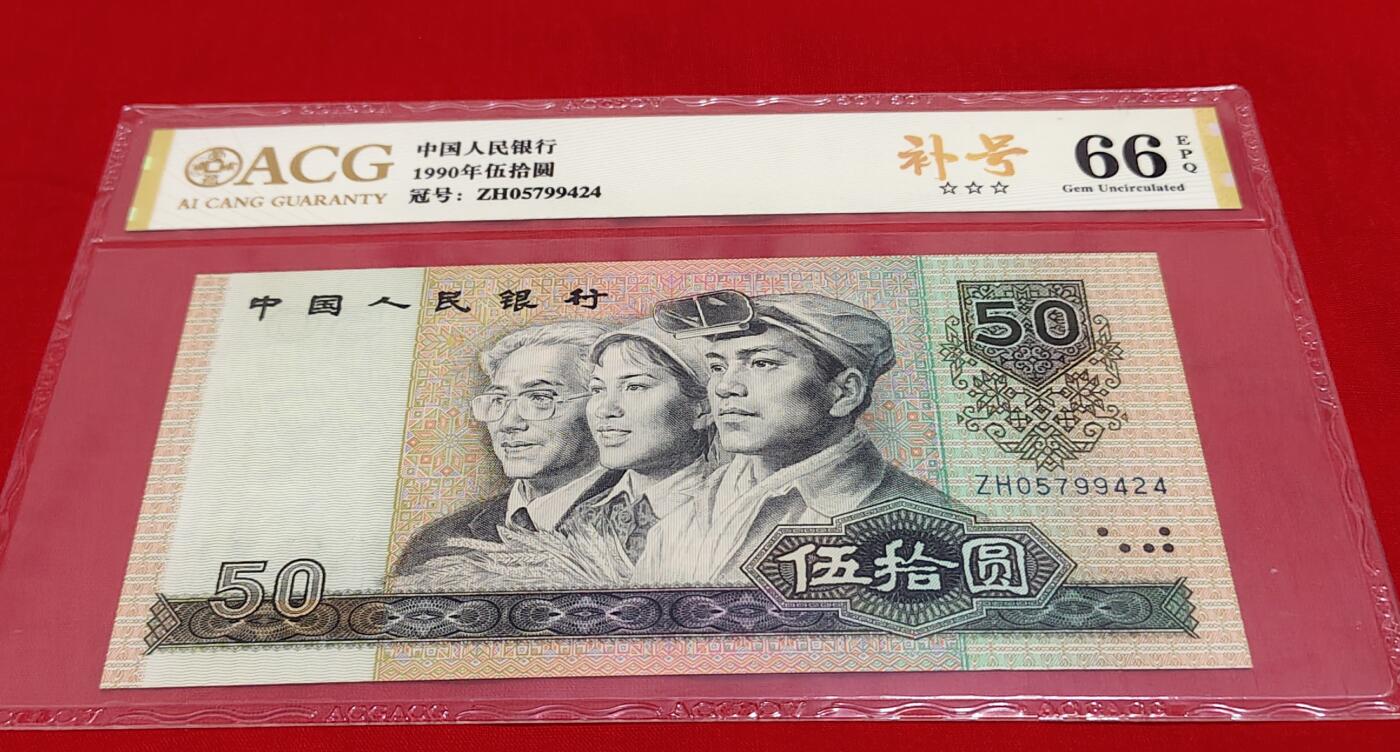 ACG
AI CANG GUARANTY
中国人民银行
1990年伍拾圆
冠号：ZH05799424
补号
☆☆☆
66
EPQ
Gem Uncirculated
中国人民银行
50
ZH05799424
伍拾圆
50
ACGACG